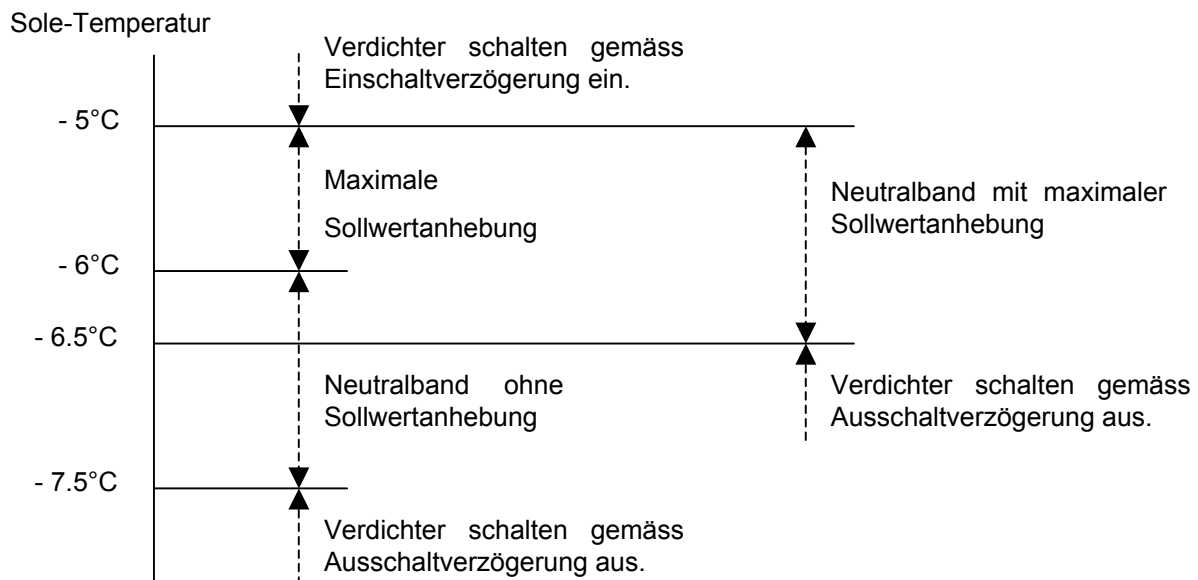 Sole-Temperatur
Verdichter schalten gemäss
Einschaltverzögerung ein.
- 5°C
Maximale
Sollwertanhebung
Neutralband mit maximaler
Sollwertanhebung
- 6°C
- 6.5°C
Neutralband ohne
Sollwertanhebung
Verdichter schalten gemäss
Ausschaltverzögerung aus.
- 7.5°C
Verdichter schalten gemäss
Ausschaltverzögerung aus.